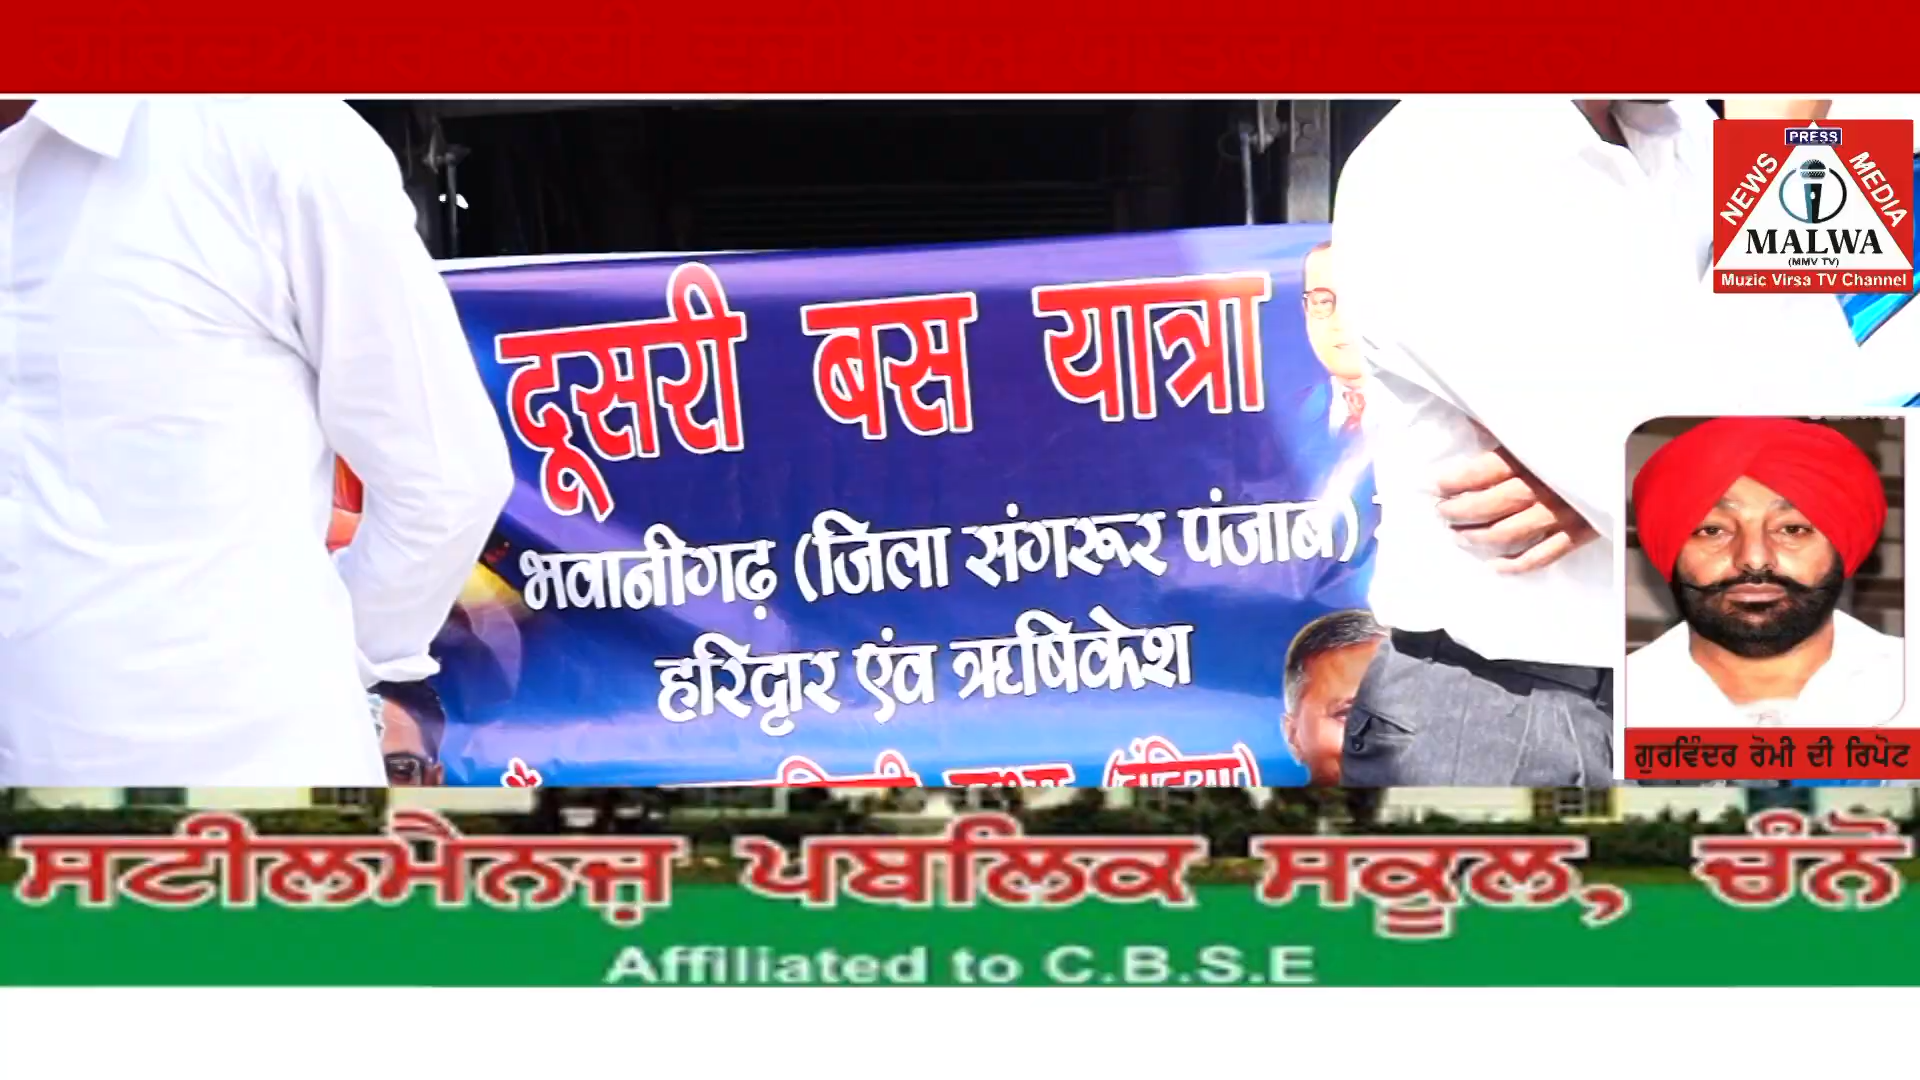 PRESS
NEWS
MEDIA
MALWA
(MMV TV)
Muzic Virsa TV Channel
दूसरी बस यात्रा
भवानीगढ़ (जिला संगरूर पंजाब)
हरिद्वार एंव ऋषिकेश
ਗੁਰਵਿੰਦਰ ਰੋਮੀ ਦੀ ਰਿਪੋਟ
ਸਟੀਲਮੈਨਜ਼ ਪਬਲਿਕ ਸਕੂਲ, ਚੰਨੋ
Affiliated to C.B.S.E